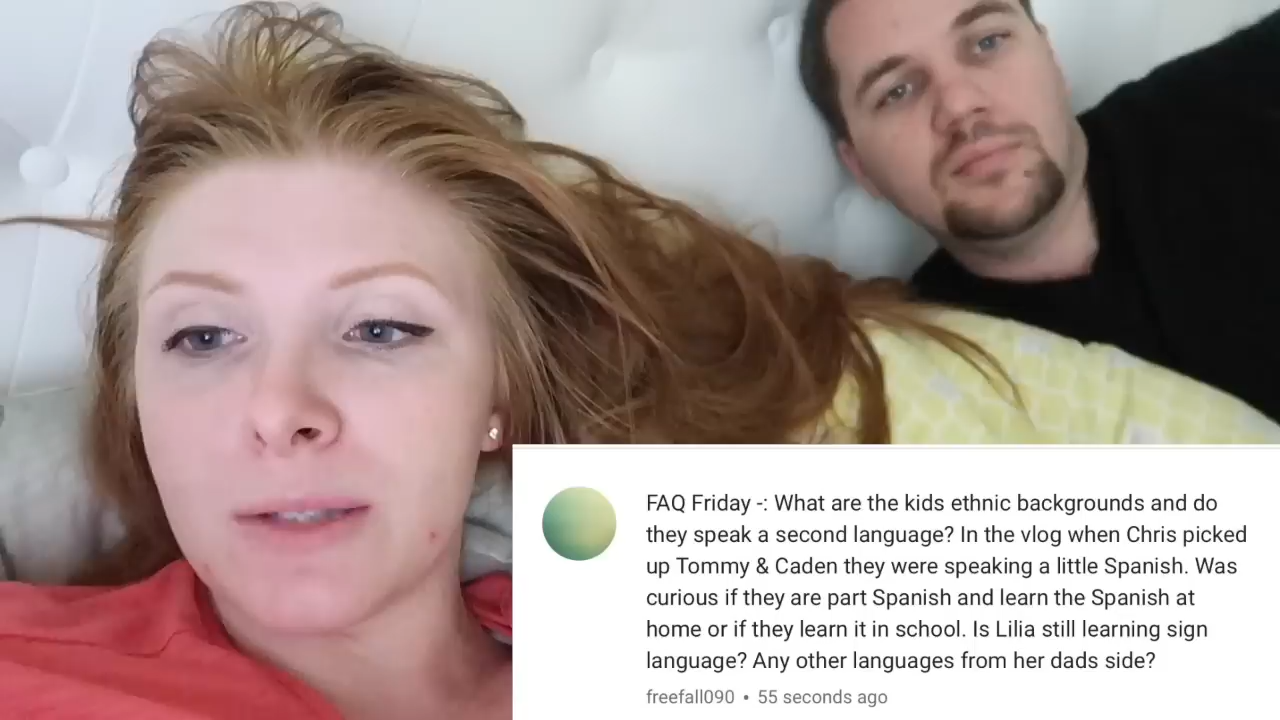 FAQ Friday -: What are the kids ethnic backgrounds and do
they speak a second language? In the vlog when Chris picked
up Tommy & Caden they were speaking a little Spanish. Was
curious if they are part Spanish and learn the Spanish at
home or if they learn it in school. Is Lilia still learning sign
language? Any other languages from her dads side?
freefall090 • 55 seconds ago